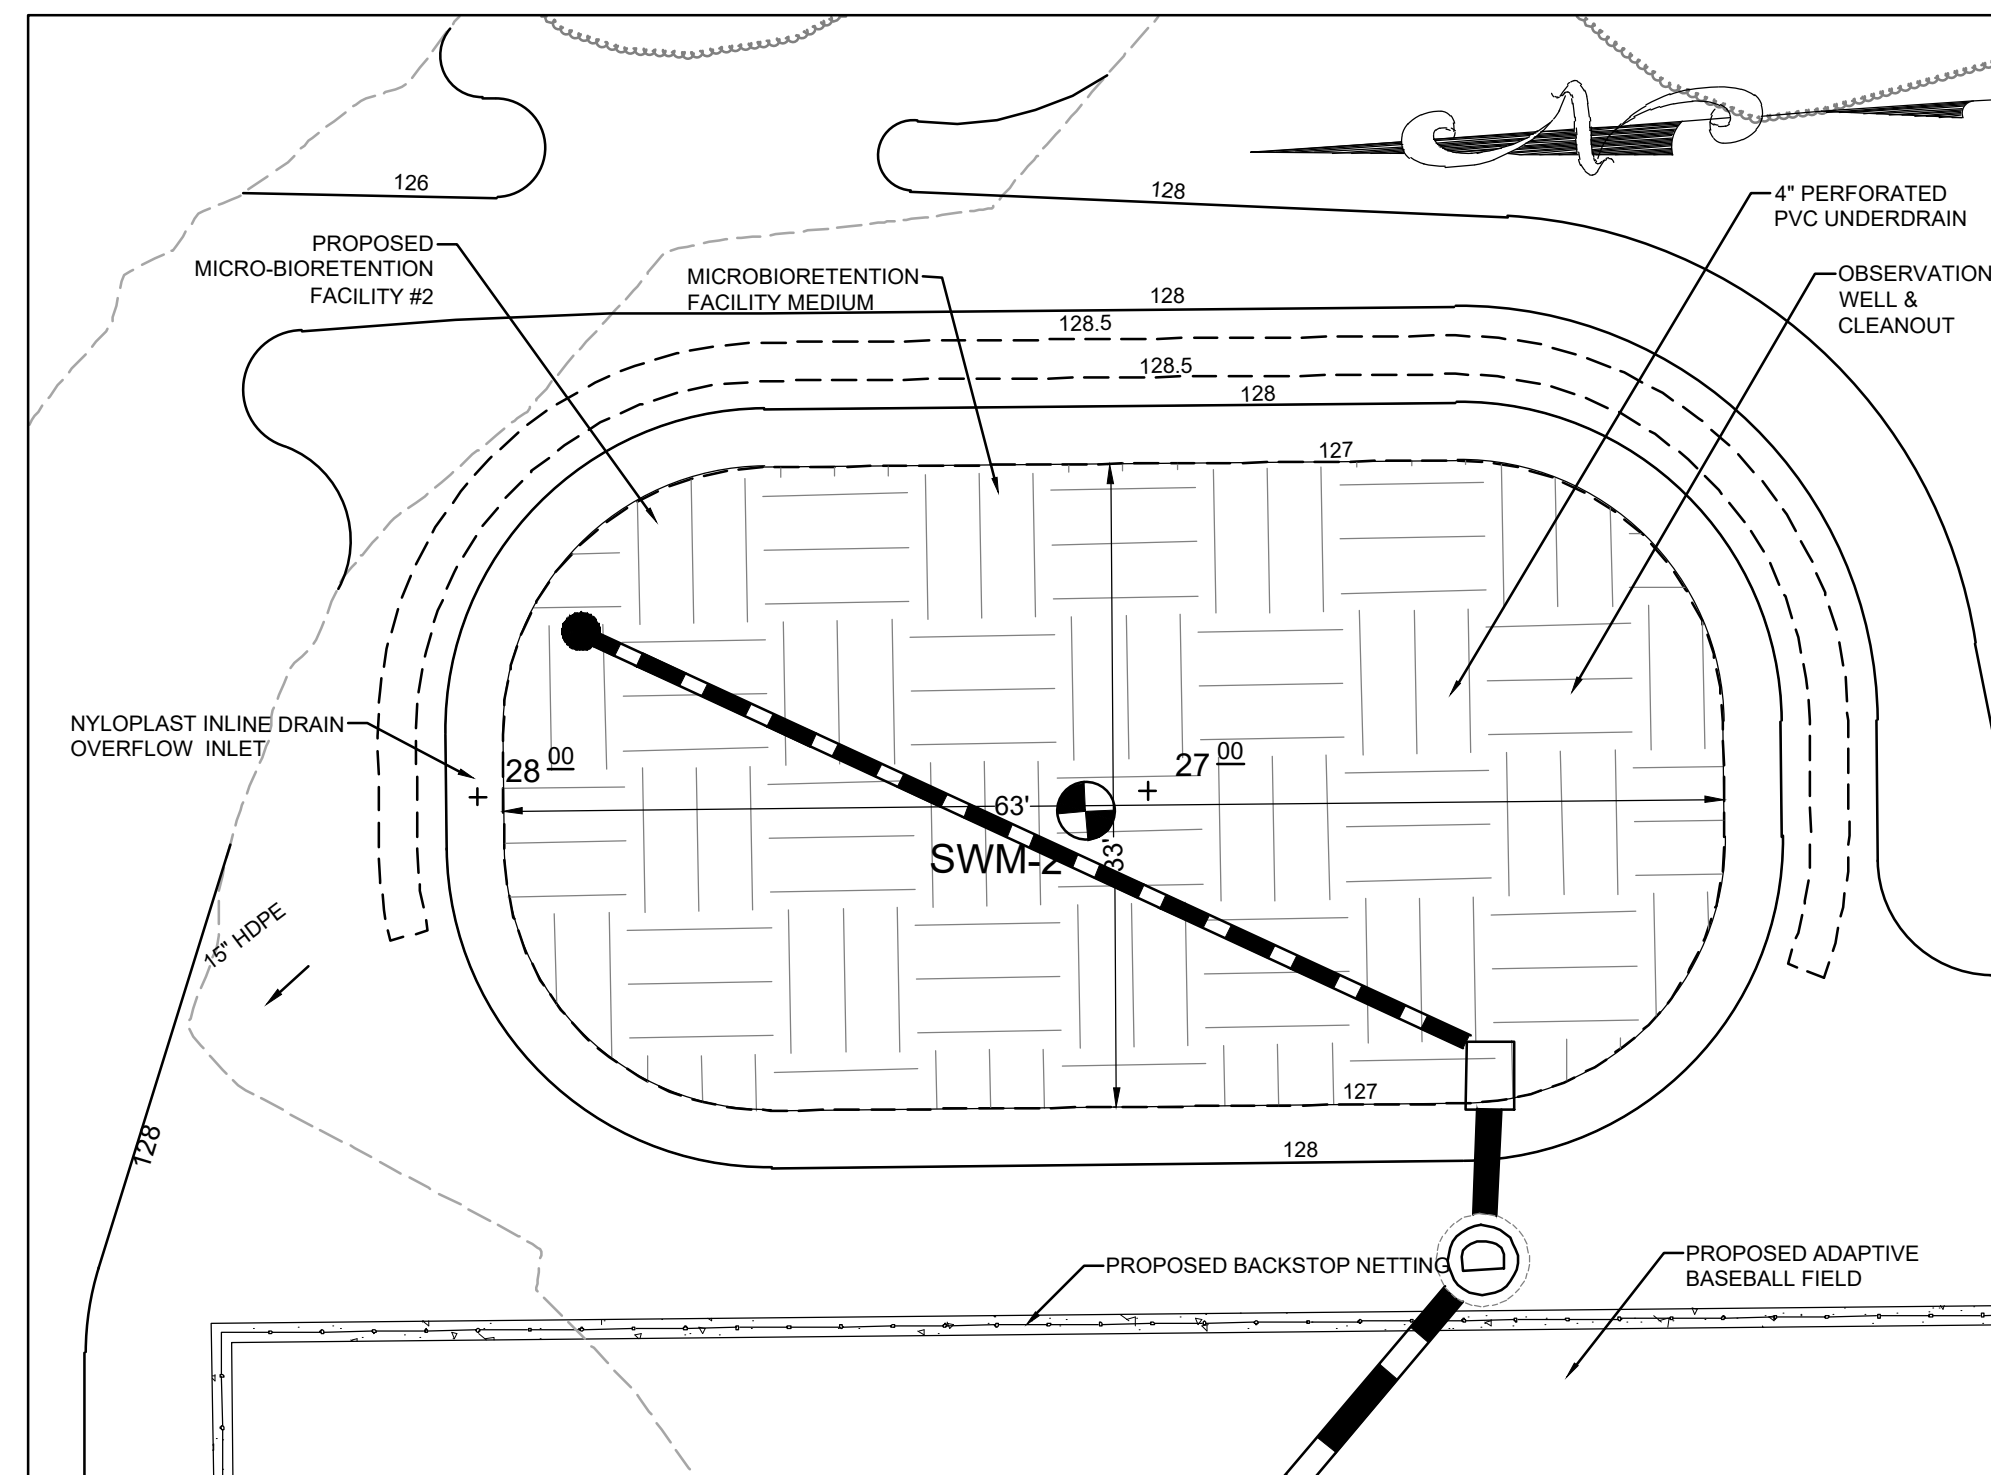 126
128
4" PERFORATED
PVC UNDERDRAIN
PROPOSED
MICRO-BIORETENTION
FACILITY #2
MICROBIORETENTION
FACILITY MEDIUM
128
OBSERVATION
WELL &
CLEANOUT
128.5
128.5
128
127
NYLOPLAST INLINE DRAIN
OVERFLOW INLET
28 00
27 00
63'
33'
SWM-2
15" HDPE
127
128
128
PROPOSED BACKSTOP NETTING
D
PROPOSED ADAPTIVE
BASEBALL FIELD